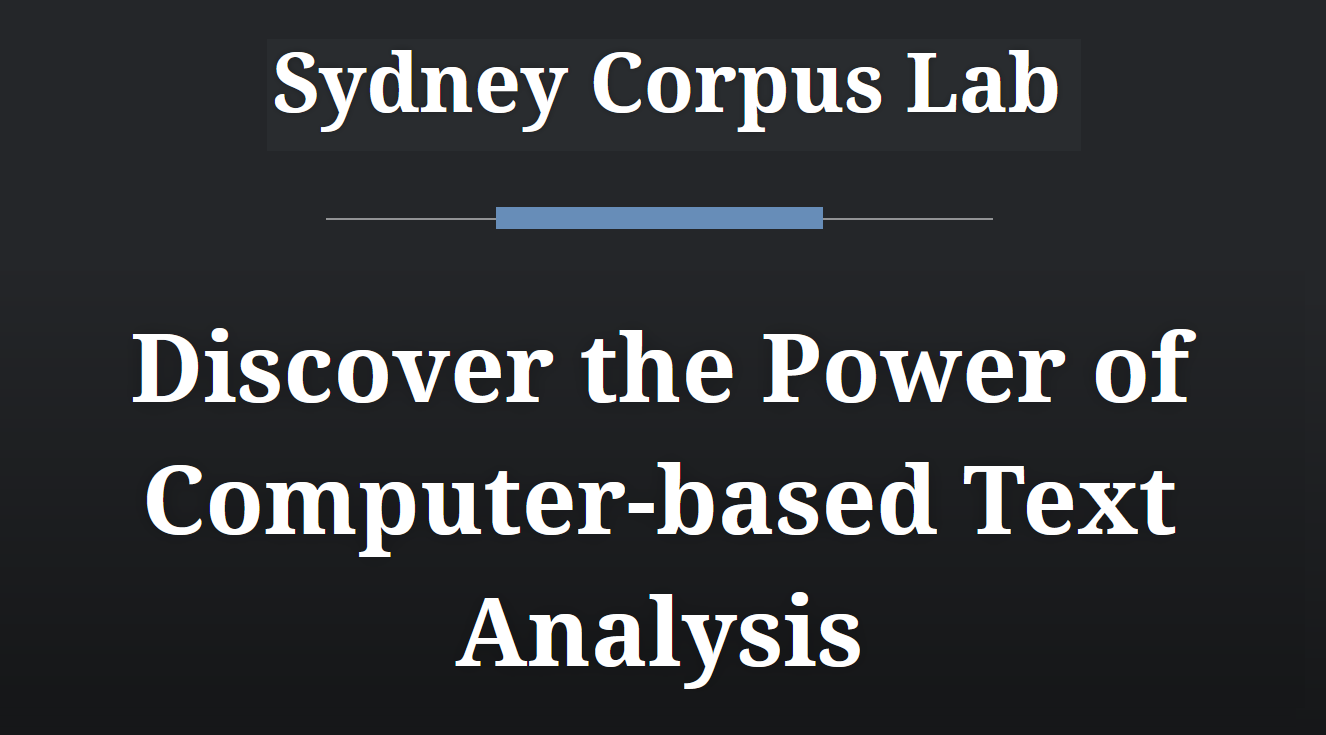 Sydney Corpus Lab
Discover the Power of
Computer-based Text
Analysis